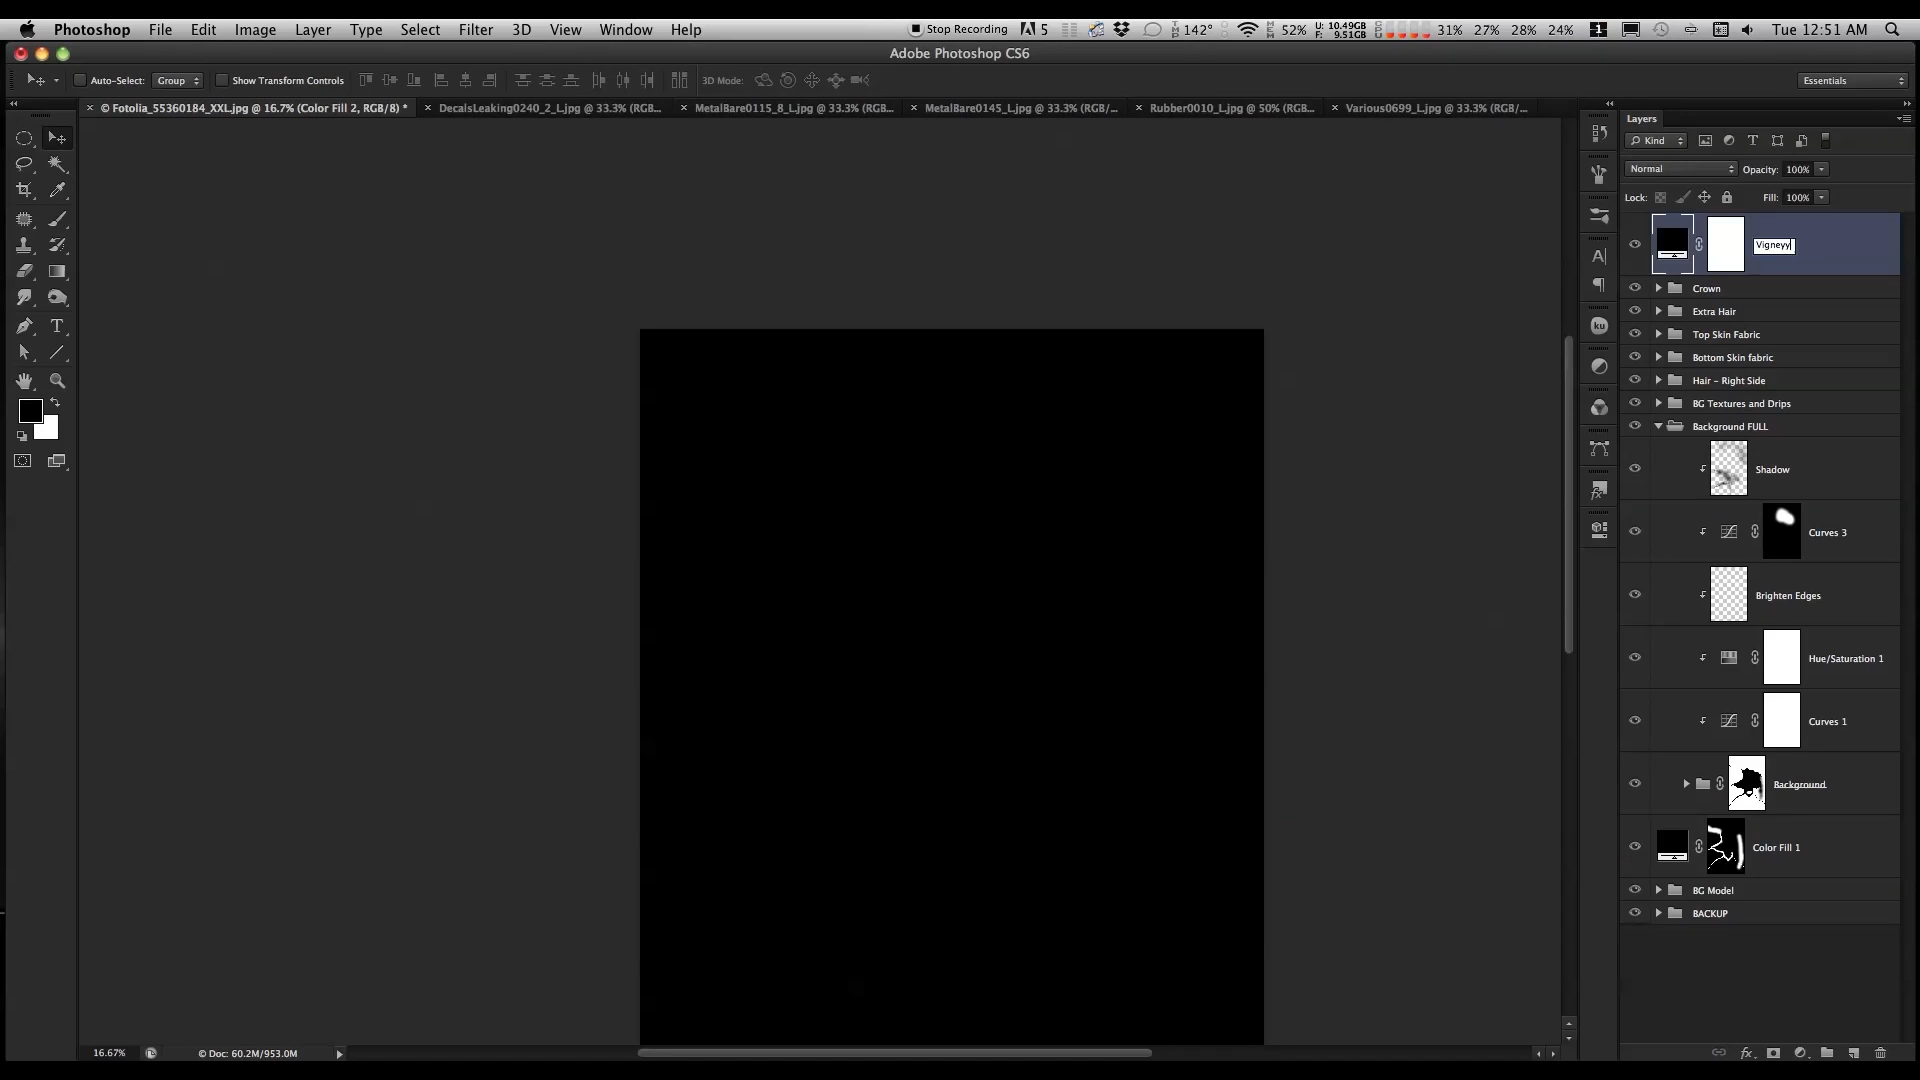 Photoshop File Edit Image Layer Type Select Filter 3D View Window Help Stop Recording 5 142° 52% U: 10.49GB F: 9.51GB 31% 27% 28% 24% 1 Tue 12:51 AM
Adobe Photoshop CS6
Auto-Select: Group Show Transform Controls 3D Mode: Essentials
© Fotolia_55360184_XXL.jpg @ 16.7% (Color Fill 2, RGB/8) * DecalsLeaking0240_2_L.jpg @ 33.3% (RGB... MetalBare0115_8_L.jpg @ 33.3% (RGB... MetalBare0145_L.jpg @ 33.3% (RGB/... Rubber0010_L.jpg @ 50% (RGB... Various0699_L.jpg @ 33.3% (RGB/...
Layers
Kind
Normal Opacity: 100%
Lock: Fill: 100%
Vigneyy
Crown
Extra Hair
Top Skin Fabric
Bottom Skin fabric
Hair - Right Side
BG Textures and Drips
Background FULL
Shadow
Curves 3
Brighten Edges
Hue/Saturation 1
Curves 1
Background
Color Fill 1
BG Model
BACKUP
16.67% © Doc: 60.2M/953.0M